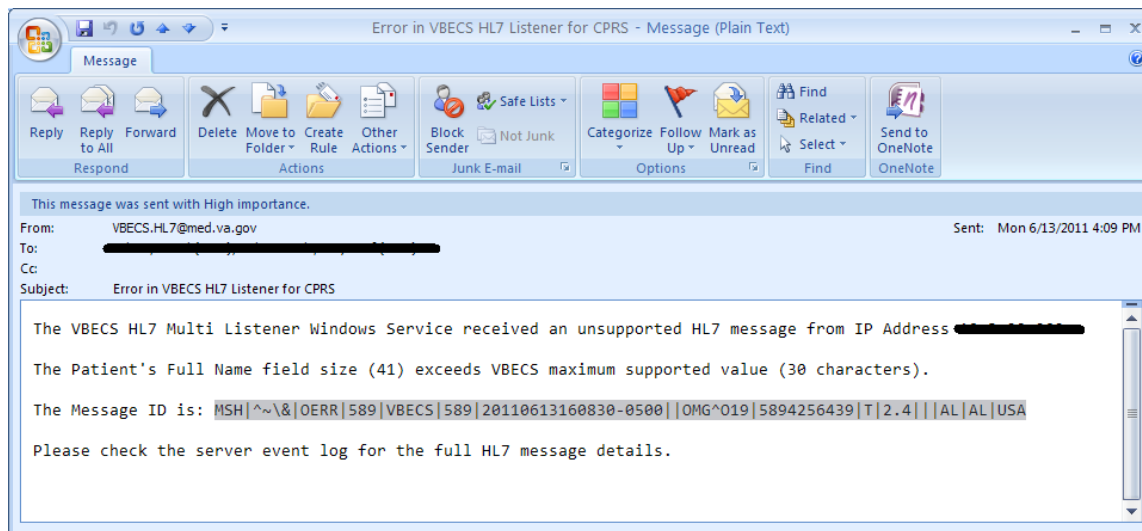 Error in VBECS HL7 Listener for CPRS - Message (Plain Text)
Message
Reply Reply to All Forward
Respond
Delete Move to Folder Create Rule Other Actions
Actions
Block Sender Safe Lists Not Junk
Junk E-mail
Categorize Follow Up Mark as Unread
Options
Find Related Select
Find
Send to OneNote
OneNote
This message was sent with High importance.
From: VBECS.HL7@med.va.gov Sent: Mon 6/13/2011 4:09 PM
To:
Cc:
Subject: Error in VBECS HL7 Listener for CPRS
The VBECS HL7 Multi Listener Windows Service received an unsupported HL7 message from IP Address
The Patient's Full Name field size (41) exceeds VBECS maximum supported value (30 characters).
The Message ID is: MSH|^~\&|OERR|589|VBECS|589|20110613160830-0500||OMG^O19|5894256439|T|2.4|||AL|AL|USA
Please check the server event log for the full HL7 message details.